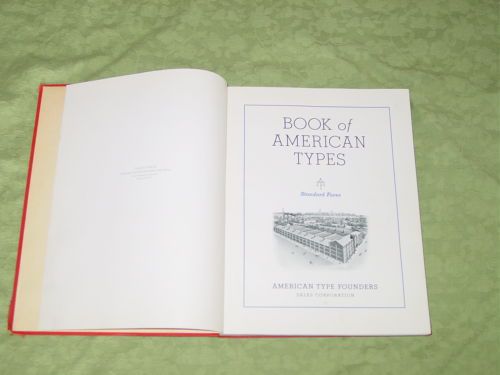 BOOK of
AMERICAN
TYPES
Standard Faces
AMERICAN TYPE FOUNDERS
SALES CORPORATION